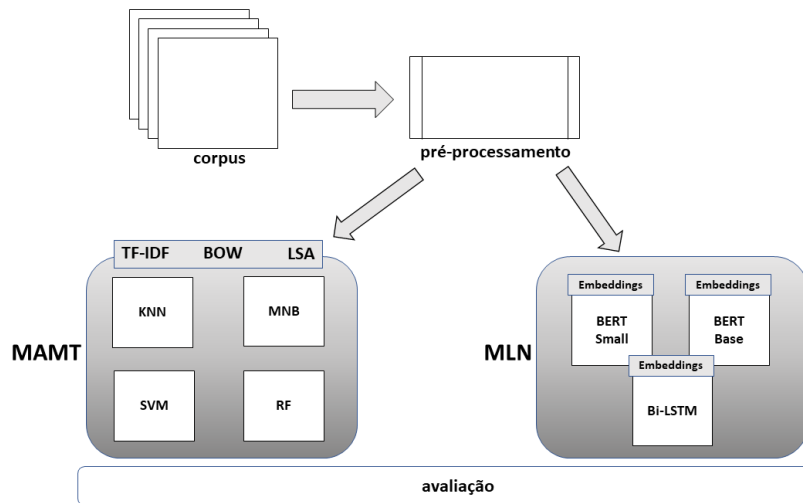 corpus
pré-processamento
TF-IDF BOW LSA
KNN
MNB
SVM
RF
MAMT
MLN
Embeddings
BERT
Small
Embeddings
BERT
Base
Embeddings
Bi-LSTM
avaliação